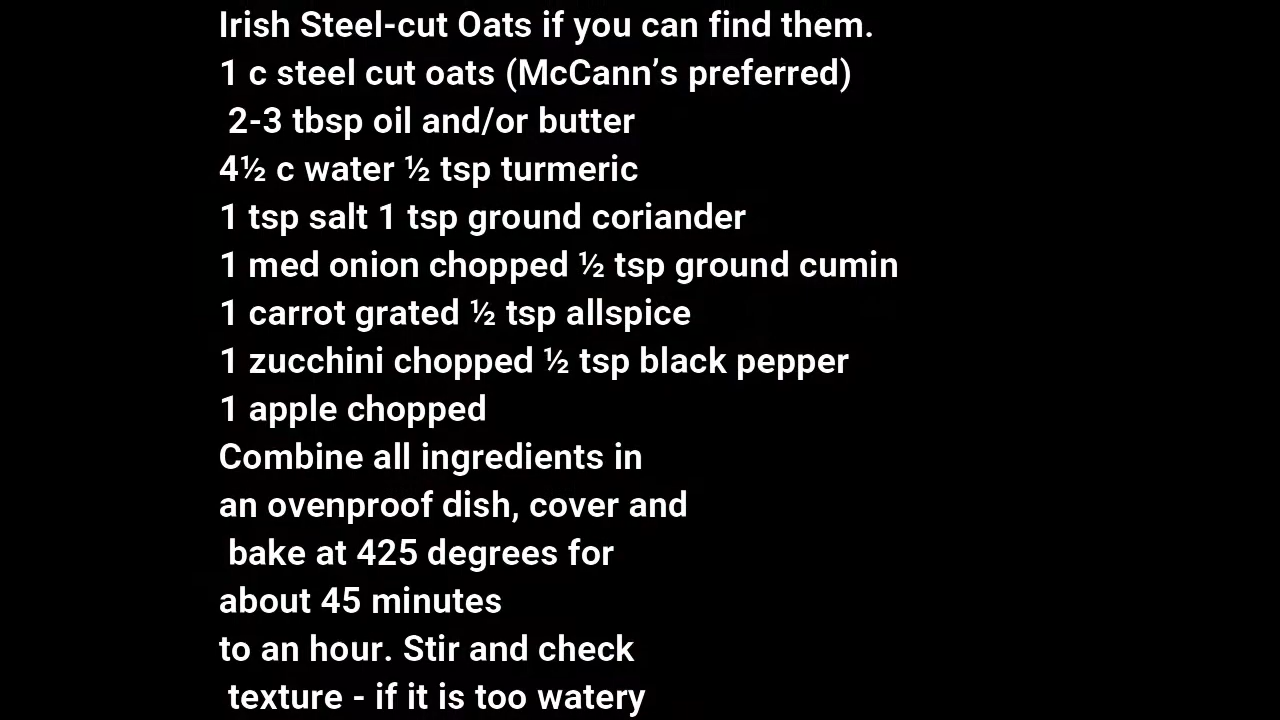 Irish Steel-cut Oats if you can find them.
1 c steel cut oats (McCann’s preferred)
2-3 tbsp oil and/or butter
4½ c water ½ tsp turmeric
1 tsp salt 1 tsp ground coriander
1 med onion chopped ½ tsp ground cumin
1 carrot grated ½ tsp allspice
1 zucchini chopped ½ tsp black pepper
1 apple chopped
Combine all ingredients in
an ovenproof dish, cover and
bake at 425 degrees for
about 45 minutes
to an hour. Stir and check
texture - if it is too watery